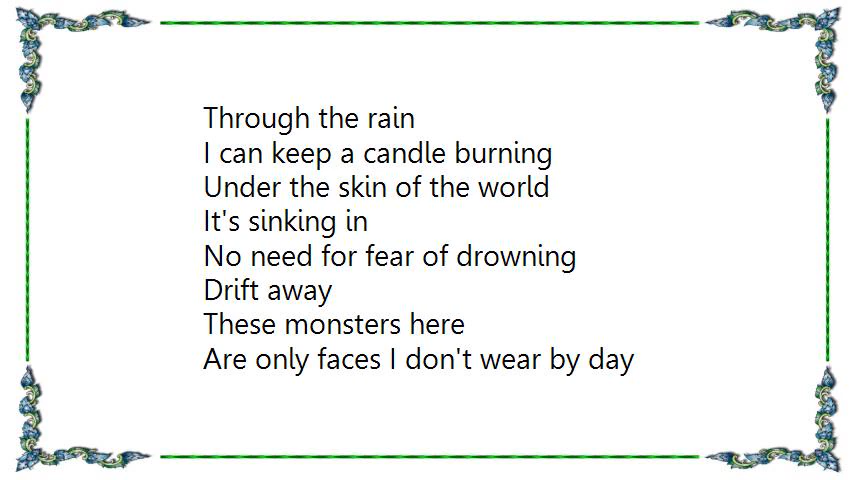 Through the rain
I can keep a candle burning
Under the skin of the world
It's sinking in
No need for fear of drowning
Drift away
These monsters here
Are only faces I don't wear by day